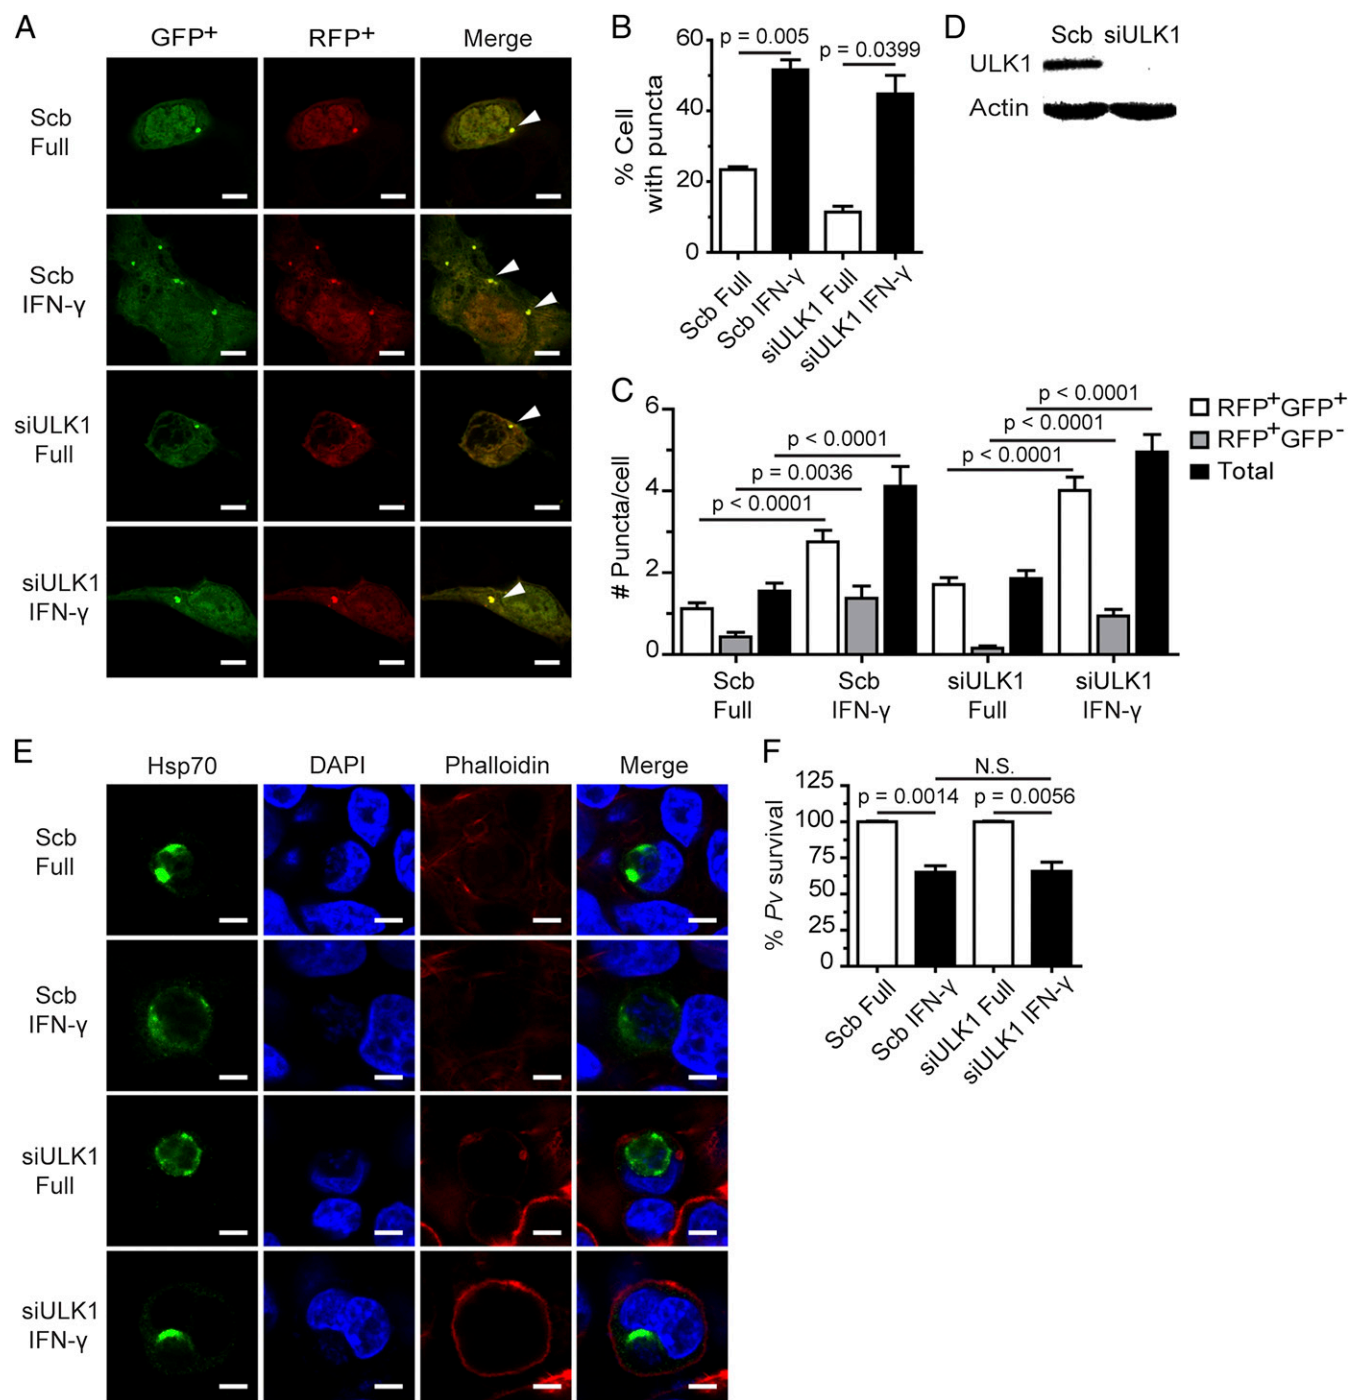 A
GFP⁺ RFP⁺ Merge
Scb
Full
Scb
IFN-γ
siULK1
Full
siULK1
IFN-γ
B
% Cell
with puncta
60
40
20
0
p = 0.005
p = 0.0399
Scb Full
Scb IFN-γ
siULK1 Full
siULK1 IFN-γ
D
Scb siULK1
ULK1
Actin
C
# Puncta/cell
6
4
2
0
p < 0.0001
p < 0.0001
p < 0.0001
p < 0.0001
p = 0.0036
p < 0.0001
RFP⁺GFP⁺
RFP⁺GFP⁻
Total
Scb
Full
Scb
IFN-γ
siULK1
Full
siULK1
IFN-γ
E
Hsp70 DAPI Phalloidin Merge
Scb
Full
Scb
IFN-γ
siULK1
Full
siULK1
IFN-γ
F
% Pv survival
125
100
75
50
25
0
N.S.
p = 0.0014 p = 0.0056
Scb Full
Scb IFN-γ
siULK1 Full
siULK1 IFN-γ